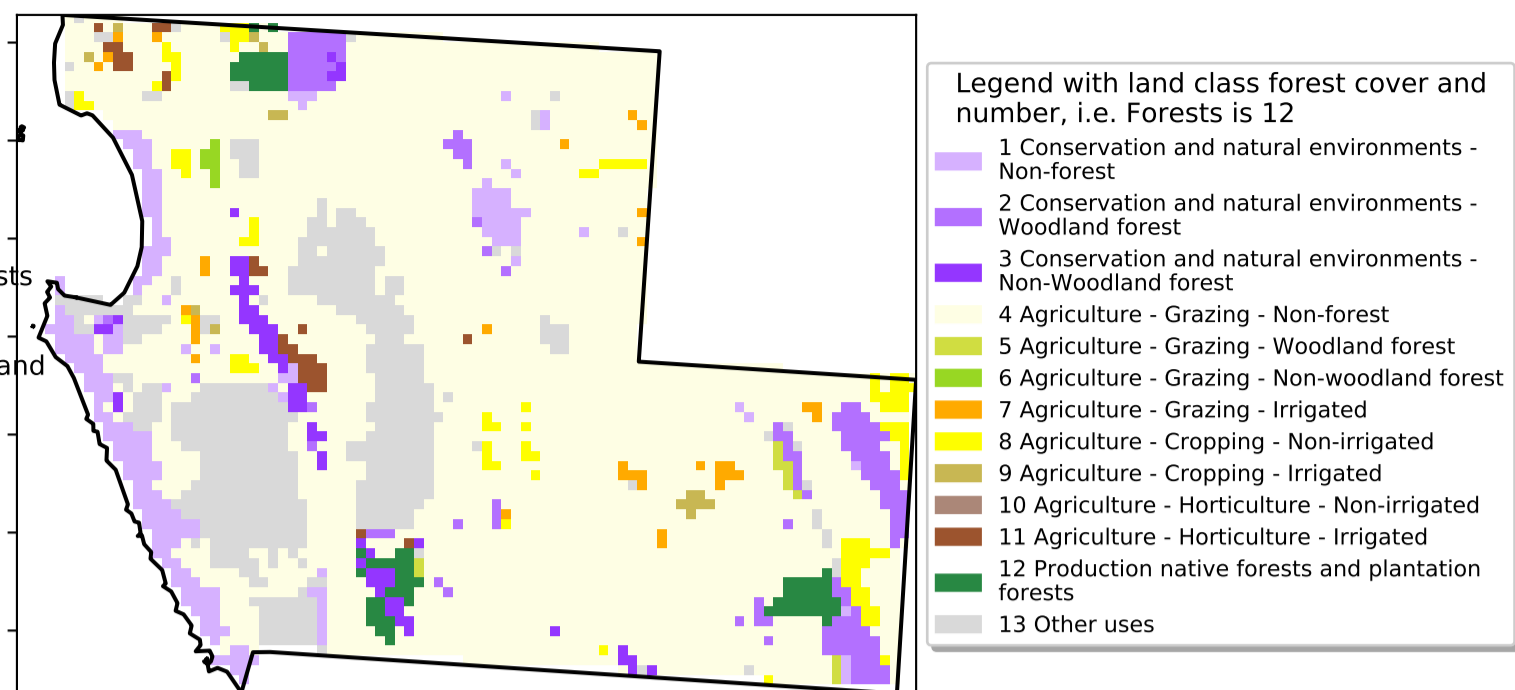 sts
and
Legend with land class forest cover and
number, i.e. Forests is 12
1 Conservation and natural environments -
Non-forest
2 Conservation and natural environments -
Woodland forest
3 Conservation and natural environments -
Non-Woodland forest
4 Agriculture - Grazing - Non-forest
5 Agriculture - Grazing - Woodland forest
6 Agriculture - Grazing - Non-woodland forest
7 Agriculture - Grazing - Irrigated
8 Agriculture - Cropping - Non-irrigated
9 Agriculture - Cropping - Irrigated
10 Agriculture - Horticulture - Non-irrigated
11 Agriculture - Horticulture - Irrigated
12 Production native forests and plantation
forests
13 Other uses